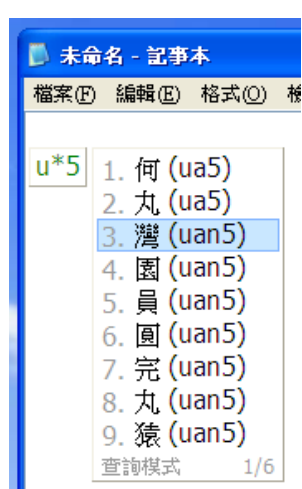 未命名 - 記事本
檔案(F) 編輯(E) 格式(O)
u*5
1. 何 (ua5)
2. 丸 (ua5)
3. 灣 (uan5)
4. 園 (uan5)
5. 員 (uan5)
6. 圓 (uan5)
7. 完 (uan5)
8. 丸 (uan5)
9. 猿 (uan5)
查詢模式 1/6